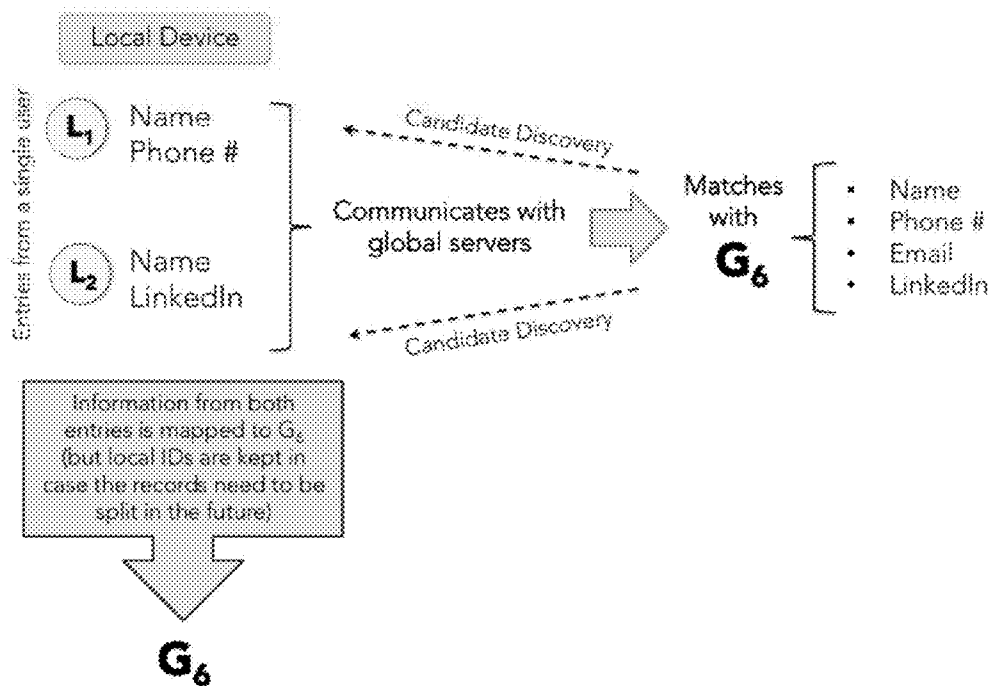 Local Device
Entries from a single user
L₁
Name
Phone #
L₂
Name
LinkedIn
Candidate Discovery
Communicates with
global servers
Candidate Discovery
Matches
with
G₆
Name
Phone #
Email
LinkedIn
Information from both
entries is mapped to G₆
(but local IDs are kept in
case the records need to be
split in the future)
G₆